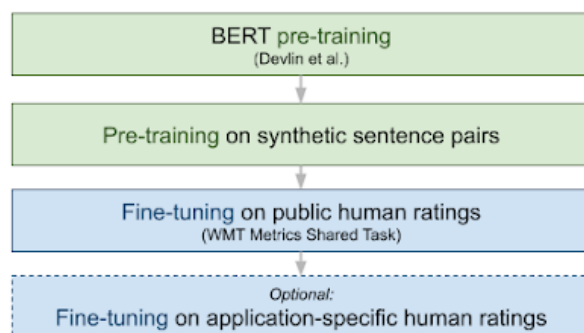 BERT pre-training
(Devlin et al.)
Pre-training on synthetic sentence pairs
Fine-tuning on public human ratings
(WMT Metrics Shared Task)
Optional:
Fine-tuning on application-specific human ratings